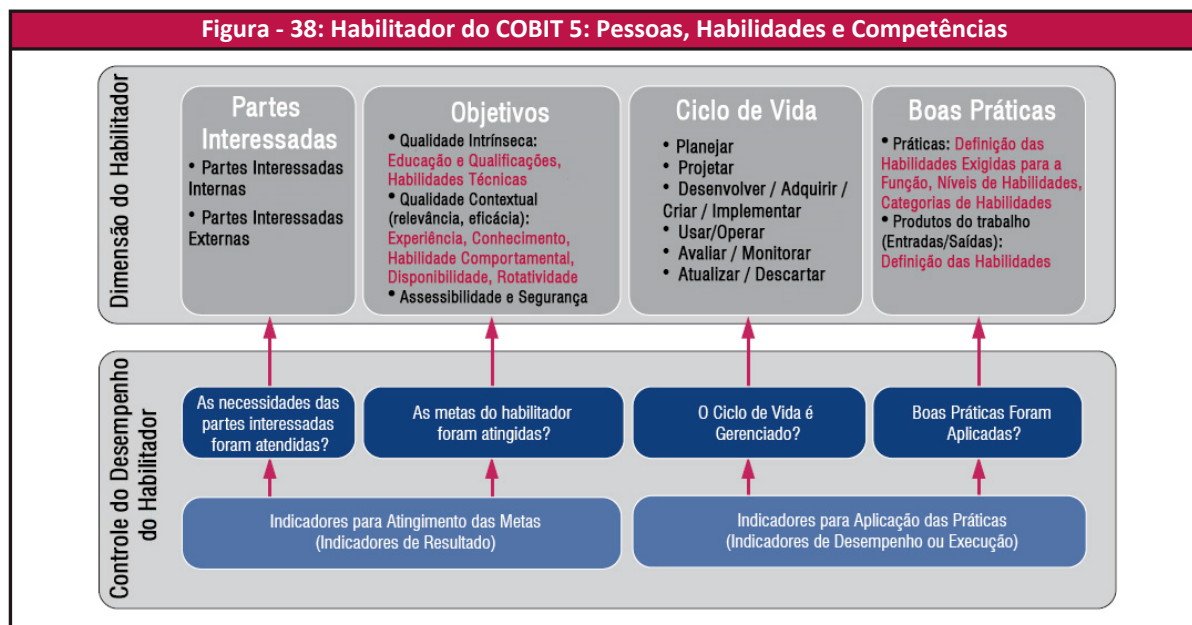 Figura - 38: Habilitador do COBIT 5: Pessoas, Habilidades e Competências
Dimensão do Habilitador
Partes
Interessadas
• Partes Interessadas
Internas
• Partes Interessadas
Externas
Objetivos
• Qualidade Intrínseca:
Educação e Qualificações,
Habilidades Técnicas
• Qualidade Contextual
(relevância, eficácia):
Experiência, Conhecimento,
Habilidade Comportamental,
Disponibilidade, Rotatividade
• Assessibilidade e Segurança
Ciclo de Vida
• Planejar
• Projetar
• Desenvolver / Adquirir /
Criar / Implementar
• Usar/Operar
• Avaliar / Monitorar
• Atualizar / Descartar
Boas Práticas
• Práticas: Definição das
Habilidades Exigidas para a
Função, Níveis de Habilidades,
Categorias de Habilidades
• Produtos do trabalho
(Entradas/Saídas):
Definição das Habilidades
Controle do Desempenho
do Habilitador
As necessidades das
partes interessadas
foram atendidas?
As metas do habilitador
foram atingidas?
O Ciclo de Vida é
Gerenciado?
Boas Práticas Foram
Aplicadas?
Indicadores para Atingimento das Metas
(Indicadores de Resultado)
Indicadores para Aplicação das Práticas
(Indicadores de Desempenho ou Execução)